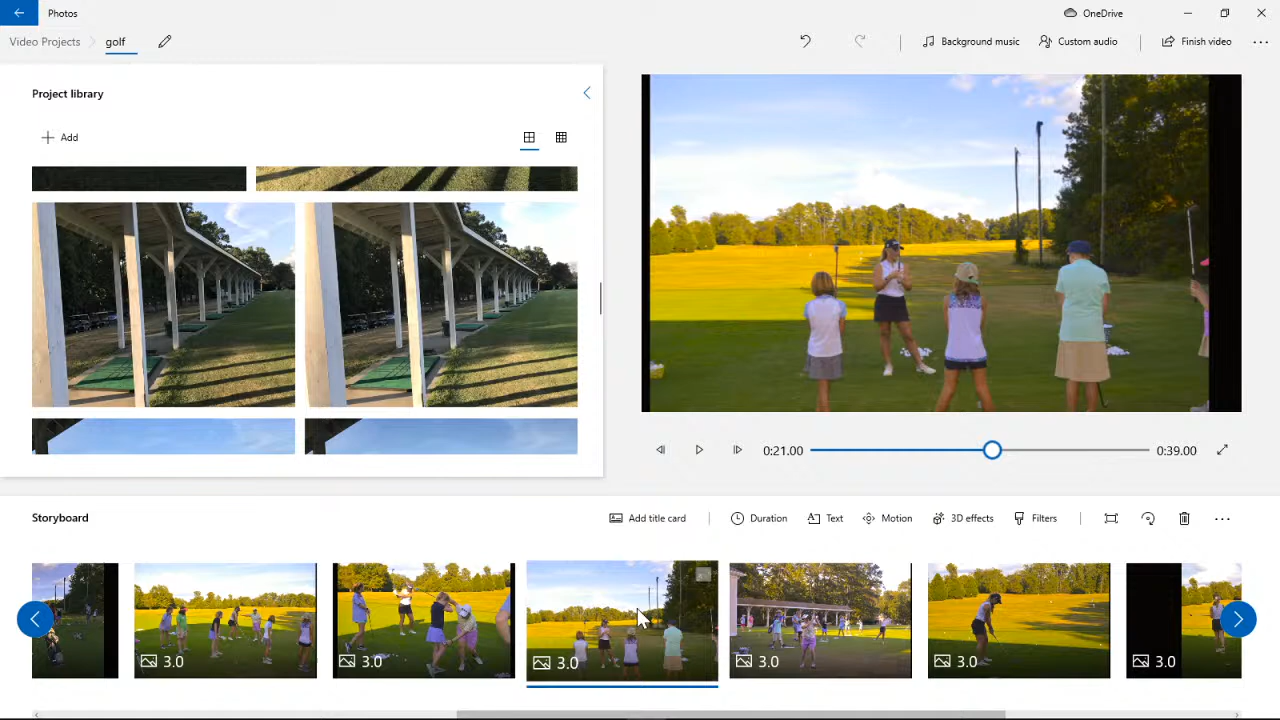 Photos
OneDrive
Video Projects
golf
Background music
Custom audio
Finish video
Project library
Add
0:21.00
0:39.00
Storyboard
Add title card
Duration
Text
Motion
3D effects
Filters
3.0
3.0
3.0
3.0
3.0
3.0